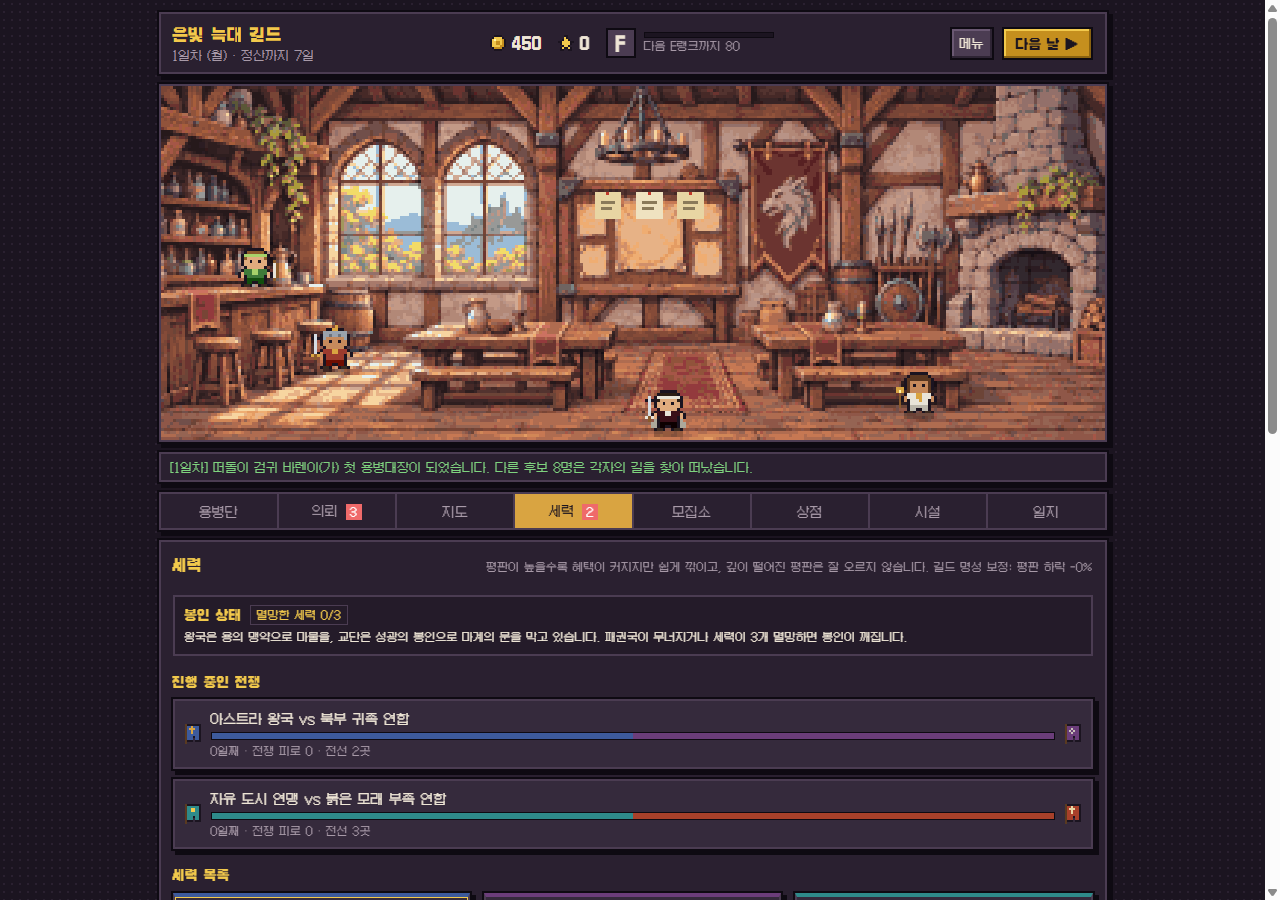 은빛 늑대 길드
1일차 (월) · 정산까지 7일
450 0 F 다음 E랭크까지 80
메뉴 다음 날 ▶
[1일차] 떠돌이 검귀 바렌이(가) 첫 용병대장이 되었습니다. 다른 후보 8명은 각자의 길을 찾아 떠났습니다.
용병단 의뢰 3 지도 세력 2 모집소 상점 시설 일지
세력
평판이 높을수록 혜택이 커지지만 쉽게 깎이고, 깊이 떨어진 평판은 잘 오르지 않습니다. 길드 명성 보정: 평판 하락 -0%
봉인 상태 멸망한 세력 0/3
왕국은 용의 맹약으로 마물을, 교단은 성광의 봉인으로 마계의 문을 막고 있습니다. 패권국이 무너지거나 세력이 3개 멸망하면 봉인이 깨집니다.
진행 중인 전쟁
아스트라 왕국 vs 북부 귀족 연합
0일째 · 전쟁 피로 0 · 전선 2곳
자유 도시 연맹 vs 붉은 모래 부족 연합
0일째 · 전쟁 피로 0 · 전선 3곳
세력 목록